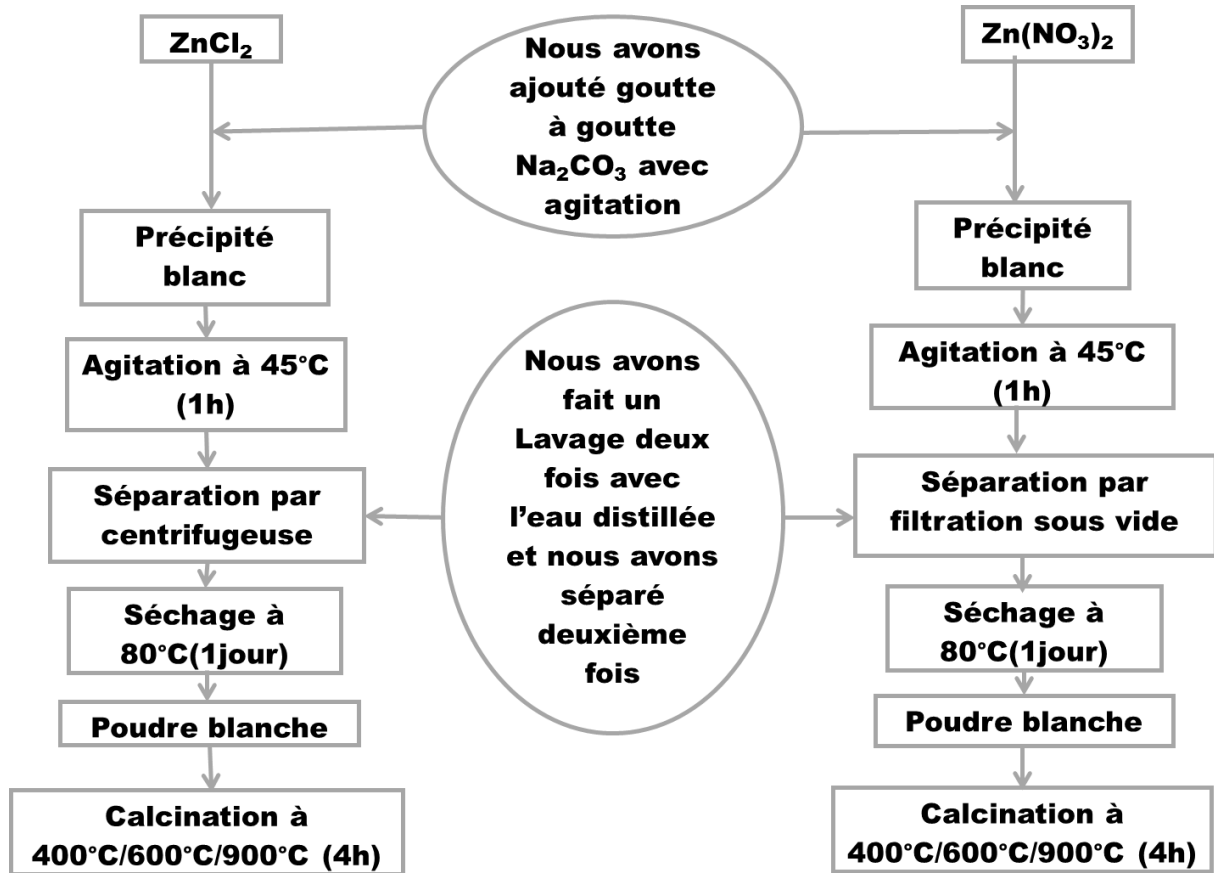 ZnCl₂
Nous avons
ajouté goutte
à goutte
Na₂CO₃ avec
agitation
Zn(NO₃)₂
Précipité
blanc
Précipité
blanc
Agitation à 45°C
(1h)
Nous avons
fait un
Lavage deux
fois avec
l’eau distillée
et nous avons
séparé
deuxième
fois
Agitation à 45°C
(1h)
Séparation par
centrifugeuse
Séparation par
filtration sous vide
Séchage à
80°C(1jour)
Séchage à
80°C(1jour)
Poudre blanche
Poudre blanche
Calcination à
400°C/600°C/900°C (4h)
Calcination à
400°C/600°C/900°C (4h)